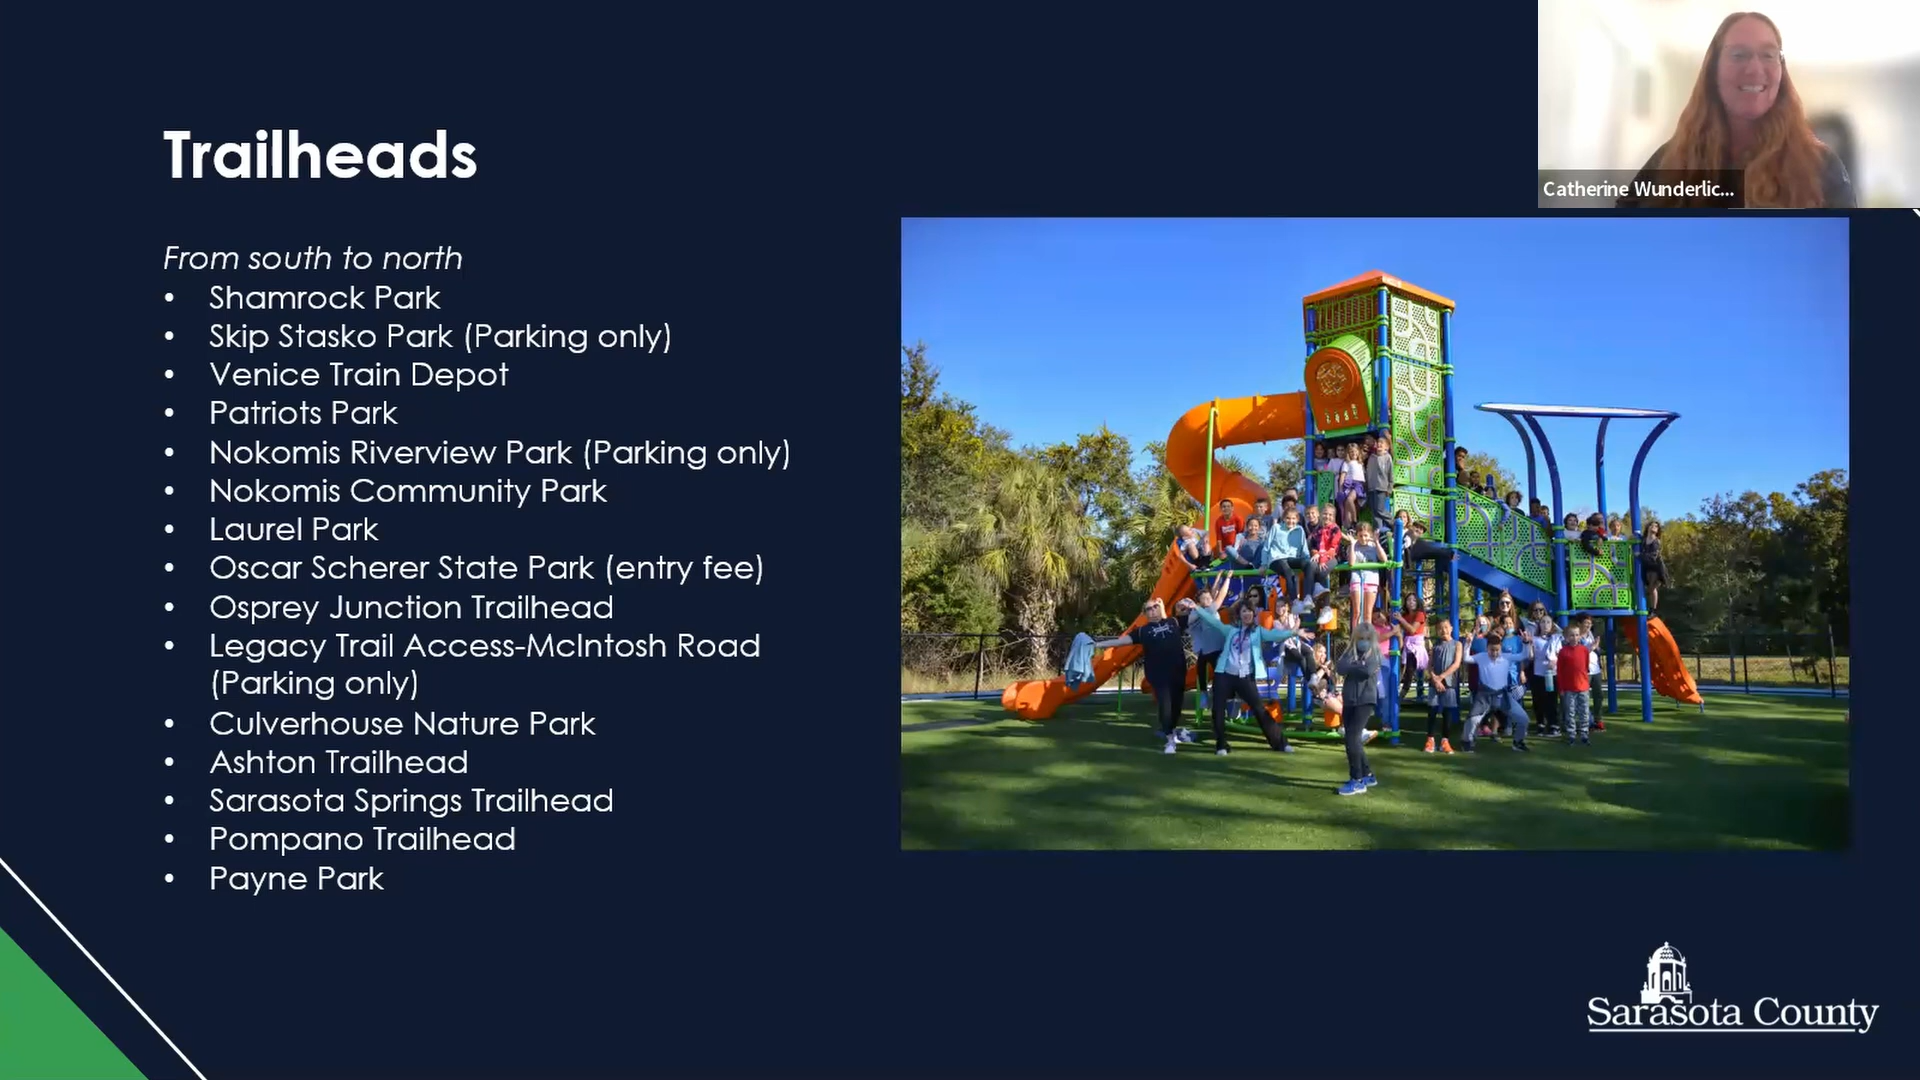 Trailheads
From south to north
• Shamrock Park
• Skip Stasko Park (Parking only)
• Venice Train Depot
• Patriots Park
• Nokomis Riverview Park (Parking only)
• Nokomis Community Park
• Laurel Park
• Oscar Scherer State Park (entry fee)
• Osprey Junction Trailhead
• Legacy Trail Access-McIntosh Road
(Parking only)
• Culverhouse Nature Park
• Ashton Trailhead
• Sarasota Springs Trailhead
• Pompano Trailhead
• Payne Park
Catherine Wunderlic...
Sarasota County